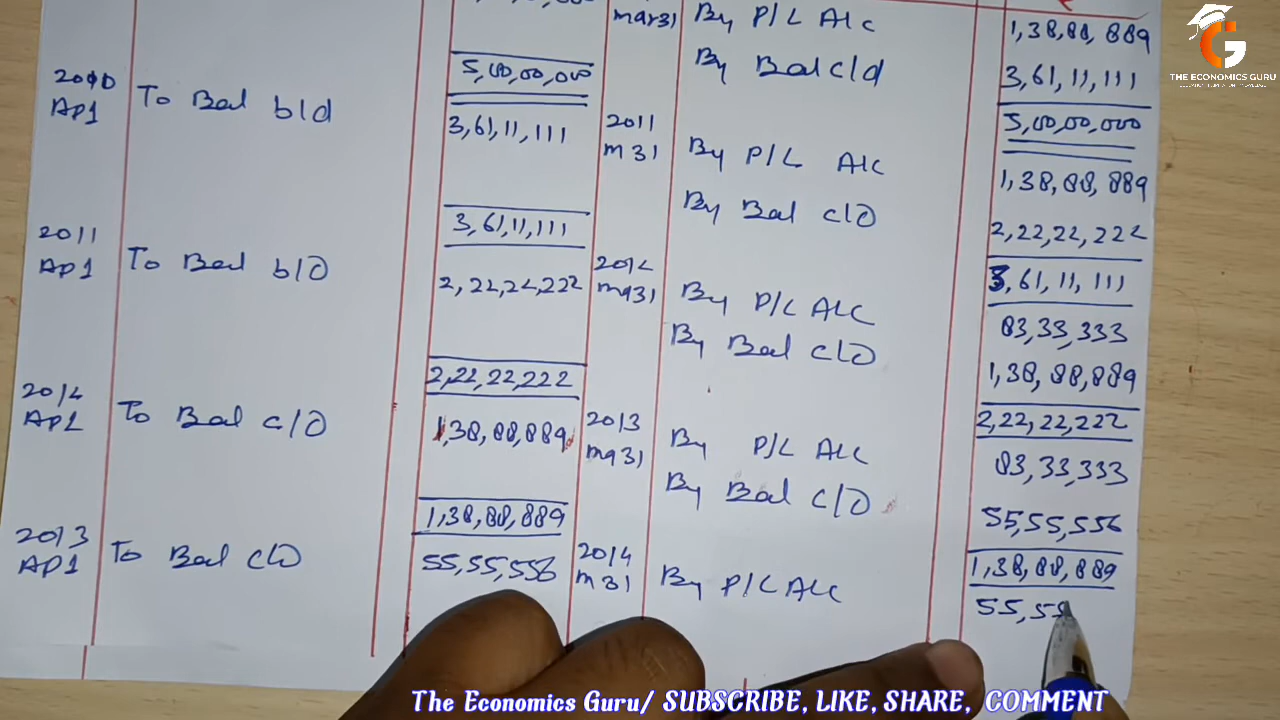 mar31 By P/L A/c 1,38,88,889
By Bal c/d 3,61,11,111
5,00,00,000 5,00,00,000
2010
Ap1 To Bal b/d 3,61,11,111
2011
m31 By P/L A/c 1,38,88,889
By Bal c/D 2,22,22,222
3,61,11,111 3,61,11,111
2011
Ap1 To Bal b/D 2,22,22,222
2012
ma31 By P/L A/C 83,33,333
By Bal c/D 1,38,88,889
2,22,22,222 2,22,22,222
2012
Ap1 To Bal c/D 1,38,88,889
2013
ma31 By P/L A/c 83,33,333
By Bal c/D 55,55,556
1,38,88,889 1,38,88,889
2013
Ap1 To Bal c/D 55,55,556
2014
m31 By P/L A/c 55,55
G
THE ECONOMICS GURU
The Economics Guru/ SUBSCRIBE, LIKE, SHARE, COMMENT